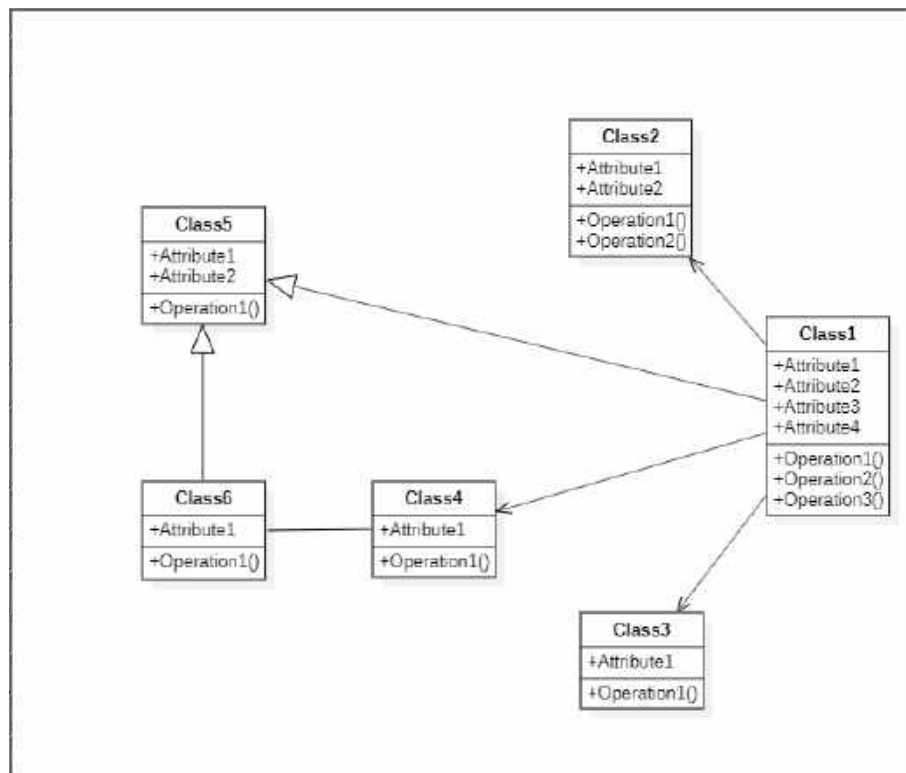 Class2
+Attribute1
+Attribute2
+Operation1()
+Operation2()
Class5
+Attribute1
+Attribute2
+Operation1()
Class1
+Attribute1
+Attribute2
+Attribute3
+Attribute4
+Operation1()
+Operation2()
+Operation3()
Class6
+Attribute1
+Operation1()
Class4
+Attribute1
+Operation1()
Class3
+Attribute1
+Operation1()